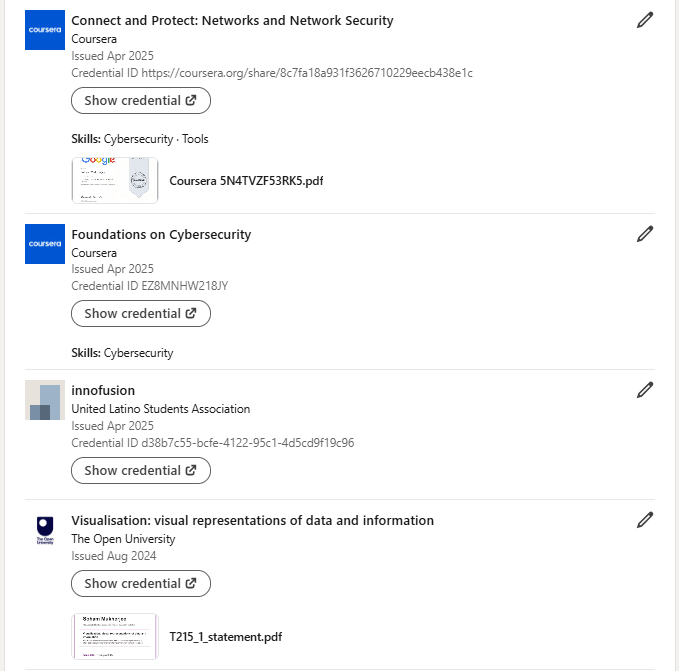 coursera
Connect and Protect: Networks and Network Security
Coursera
Issued Apr 2025
Credential ID https://coursera.org/share/8c7fa18a931f3626710229eecb438e1c
Show credential
Skills: Cybersecurity · Tools
Google
Coursera 5N4TVZF53RK5.pdf
coursera
Foundations on Cybersecurity
Coursera
Issued Apr 2025
Credential ID EZ8MNHW218JY
Show credential
Skills: Cybersecurity
innofusion
United Latino Students Association
Issued Apr 2025
Credential ID d38b7c55-bcfe-4122-95c1-4d5cd9f19c96
Show credential
The Open
University
Visualisation: visual representations of data and information
The Open University
Issued Aug 2024
Show credential
Soham Mukherjee
T215_1_statement.pdf